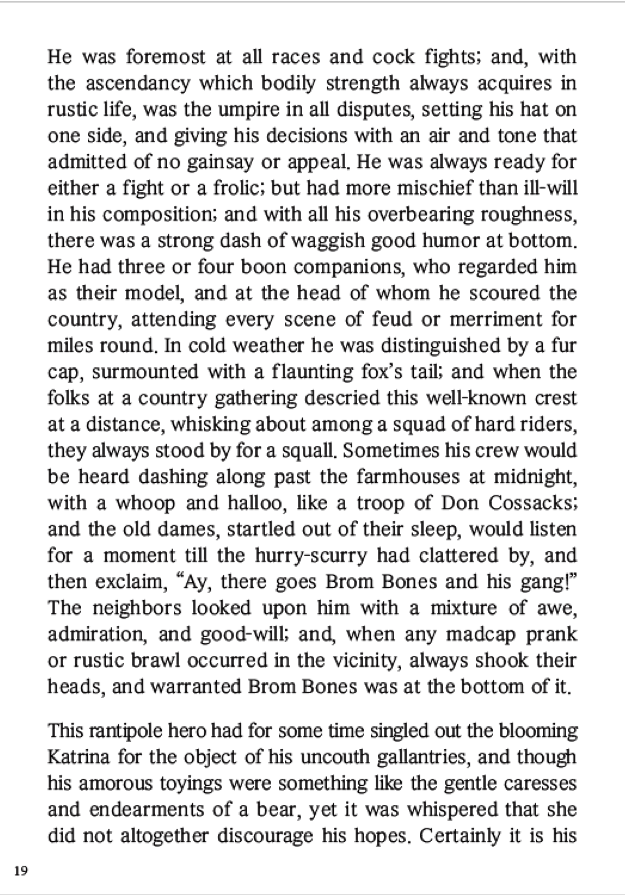 He was foremost at all races and cock fights; and, with
the ascendancy which bodily strength always acquires in
rustic life, was the umpire in all disputes, setting his hat on
one side, and giving his decisions with an air and tone that
admitted of no gainsay or appeal. He was always ready for
either a fight or a frolic; but had more mischief than ill-will
in his composition; and with all his overbearing roughness,
there was a strong dash of waggish good humor at bottom.
He had three or four boon companions, who regarded him
as their model, and at the head of whom he scoured the
country, attending every scene of feud or merriment for
miles round. In cold weather he was distinguished by a fur
cap, surmounted with a flaunting fox’s tail; and when the
folks at a country gathering descried this well-known crest
at a distance, whisking about among a squad of hard riders,
they always stood by for a squall. Sometimes his crew would
be heard dashing along past the farmhouses at midnight,
with a whoop and halloo, like a troop of Don Cossacks;
and the old dames, startled out of their sleep, would listen
for a moment till the hurry-scurry had clattered by, and
then exclaim, “Ay, there goes Brom Bones and his gang!”
The neighbors looked upon him with a mixture of awe,
admiration, and good-will; and, when any madcap prank
or rustic brawl occurred in the vicinity, always shook their
heads, and warranted Brom Bones was at the bottom of it.
This rantipole hero had for some time singled out the blooming
Katrina for the object of his uncouth gallantries, and though
his amorous toyings were something like the gentle caresses
and endearments of a bear, yet it was whispered that she
did not altogether discourage his hopes. Certainly it is his
19